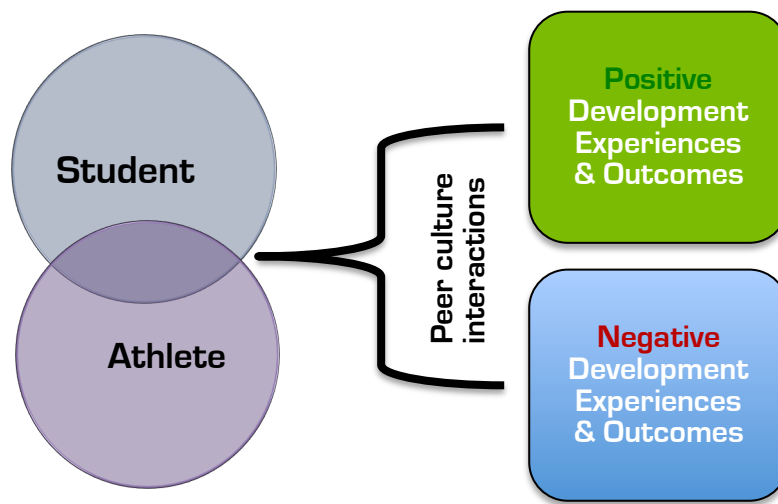 Student
Athlete
Peer culture
interactions
Positive
Development
Experiences
& Outcomes
Negative
Development
Experiences
& Outcomes